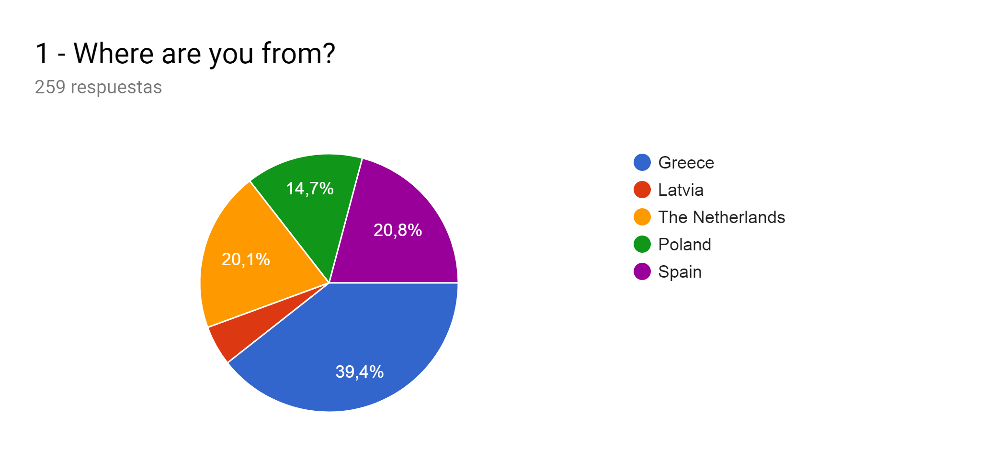 1 - Where are you from?
259 respuestas
14,7%
20,8%
20,1%
39,4%
Greece
Latvia
The Netherlands
Poland
Spain